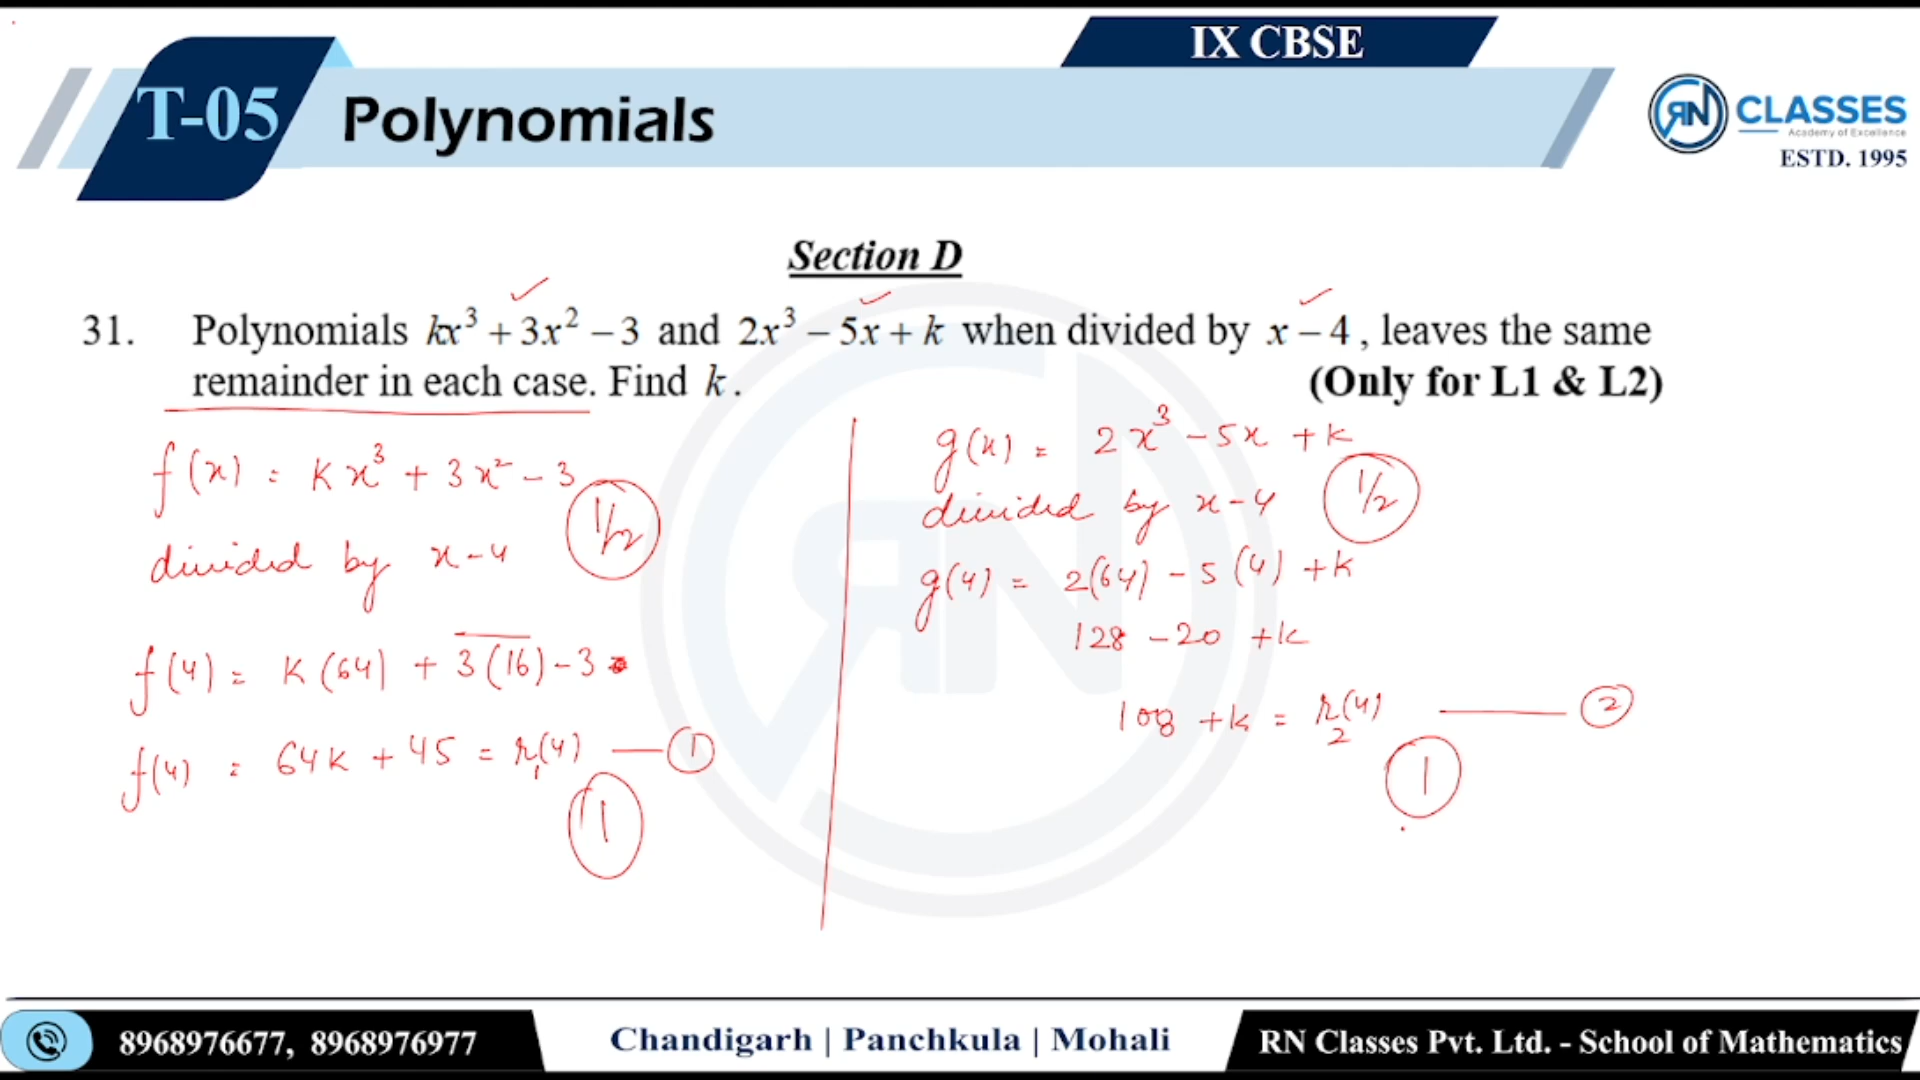 IX CBSE
T-05 Polynomials
RN CLASSES
Academy of Excellence
ESTD. 1995
Section D
31. Polynomials kx³ + 3x² − 3 and 2x³ − 5x + k when divided by x − 4, leaves the same
remainder in each case. Find k. (Only for L1 & L2)
f(x) = kx³ + 3x² − 3
1/2
divided by x − 4
f(4) = k(64) + 3(16) − 3
f(4) = 64k + 45 = r₁(4) — ①
1
g(x) = 2x³ − 5x + k
divided by x − 4
1/2
g(4) = 2(64) − 5(4) + k
128 − 20 + k
108 + k = r₂(4) — ②
1
8968976677, 8968976977
Chandigarh | Panchkula | Mohali
RN Classes Pvt. Ltd. - School of Mathematics